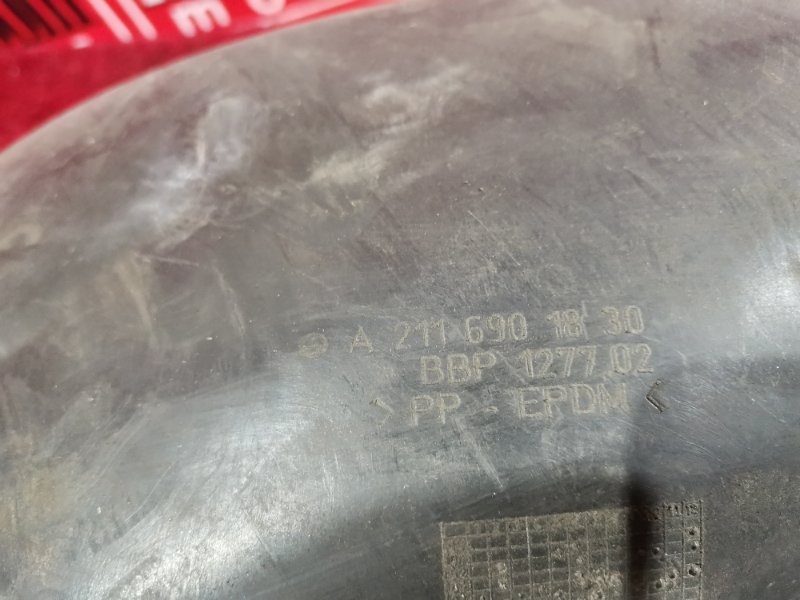 A 211 690 18 30
BBP 1277.02
> PP - EPDM <